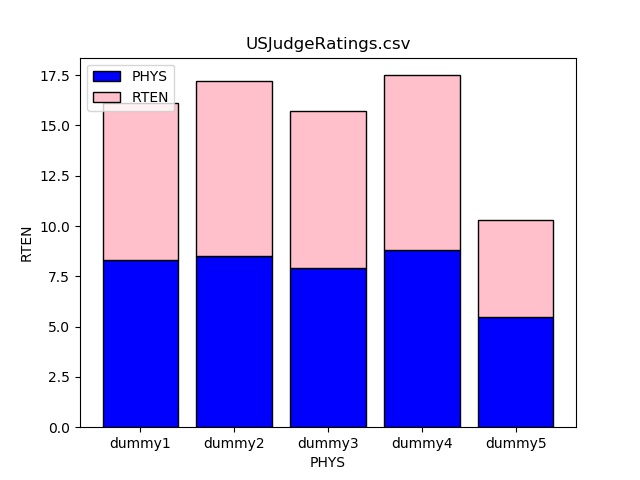 USJudgeRatings.csv
PHYS
RTEN
17.5
15.0
12.5
10.0
7.5
5.0
2.5
0.0
RTEN
dummy1 dummy2 dummy3 dummy4 dummy5
PHYS